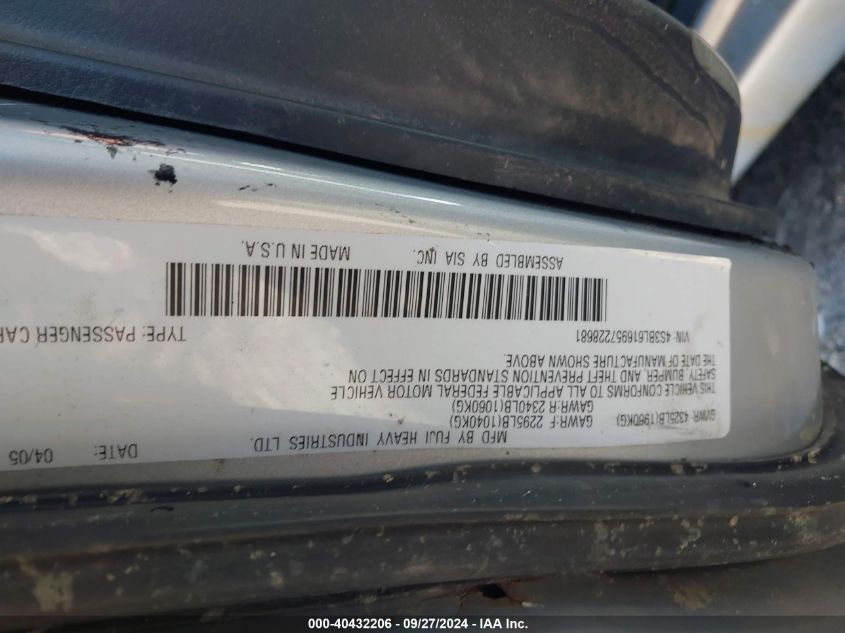 MFD BY FUJI HEAVY INDUSTRIES LTD. DATE: 04/05
GVWR: 4325LB(1960KG) GAWR:F 2295LB(1040KG)
GAWR:R 2340LB(1060KG)
THIS VEHICLE CONFORMS TO ALL APPLICABLE FEDERAL MOTOR VEHICLE
SAFETY, BUMPER, AND THEFT PREVENTION STANDARDS IN EFFECT ON
THE DATE OF MANUFACTURE SHOWN ABOVE.
VIN: 4S3BL616957228681 TYPE: PASSENGER CAR
ASSEMBLED BY SIA INC. MADE IN U.S.A.
000-40432206 - 09/27/2024 - IAA Inc.